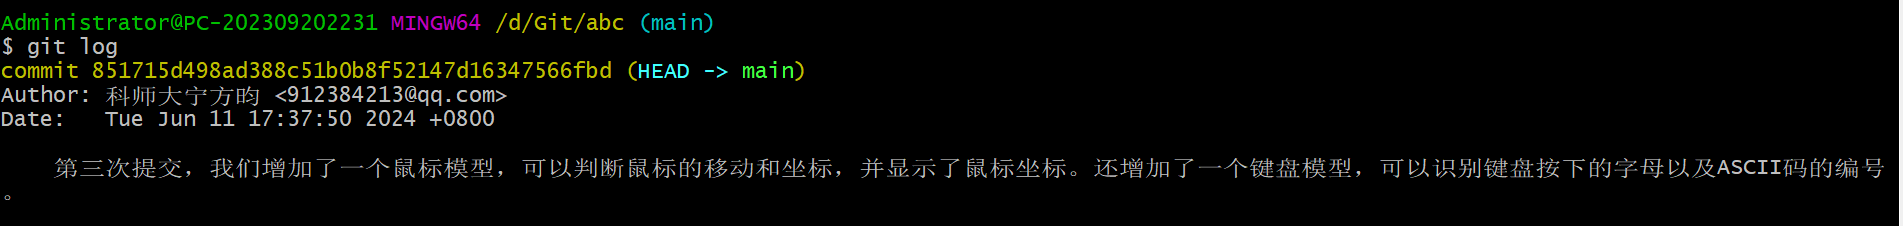 Administrator@PC-202309202231 MINGW64 /d/Git/abc (main)
$ git log
commit 851715d498ad388c51b0b8f52147d16347566fbd (HEAD -> main)
Author: 科师大宁方昀 <912384213@qq.com>
Date:   Tue Jun 11 17:37:50 2024 +0800
    第三次提交，我们增加了一个鼠标模型，可以判断鼠标的移动和坐标，并显示了鼠标坐标。还增加了一个键盘模型，可以识别键盘按下的字母以及ASCII码的编号
。